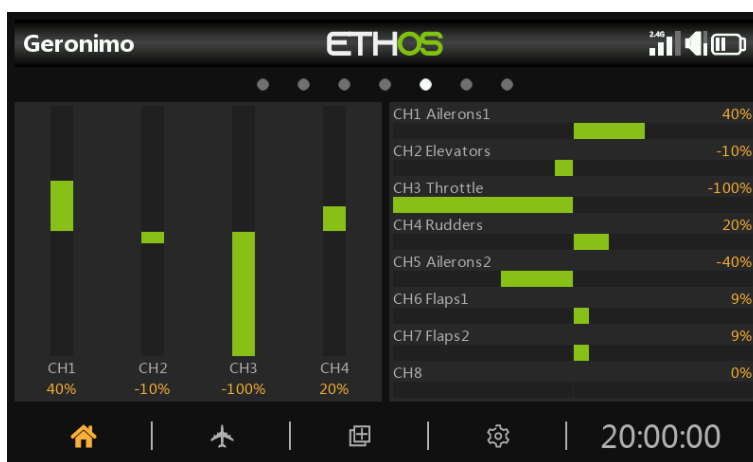 Geronimo ETHOS 2.4G
CH1 Ailerons1 40%
CH2 Elevators -10%
CH3 Throttle -100%
CH4 Rudders 20%
CH5 Ailerons2 -40%
CH6 Flaps1 9%
CH7 Flaps2 9%
CH8 0%
CH1 CH2 CH3 CH4
40% -10% -100% 20%
20:00:00